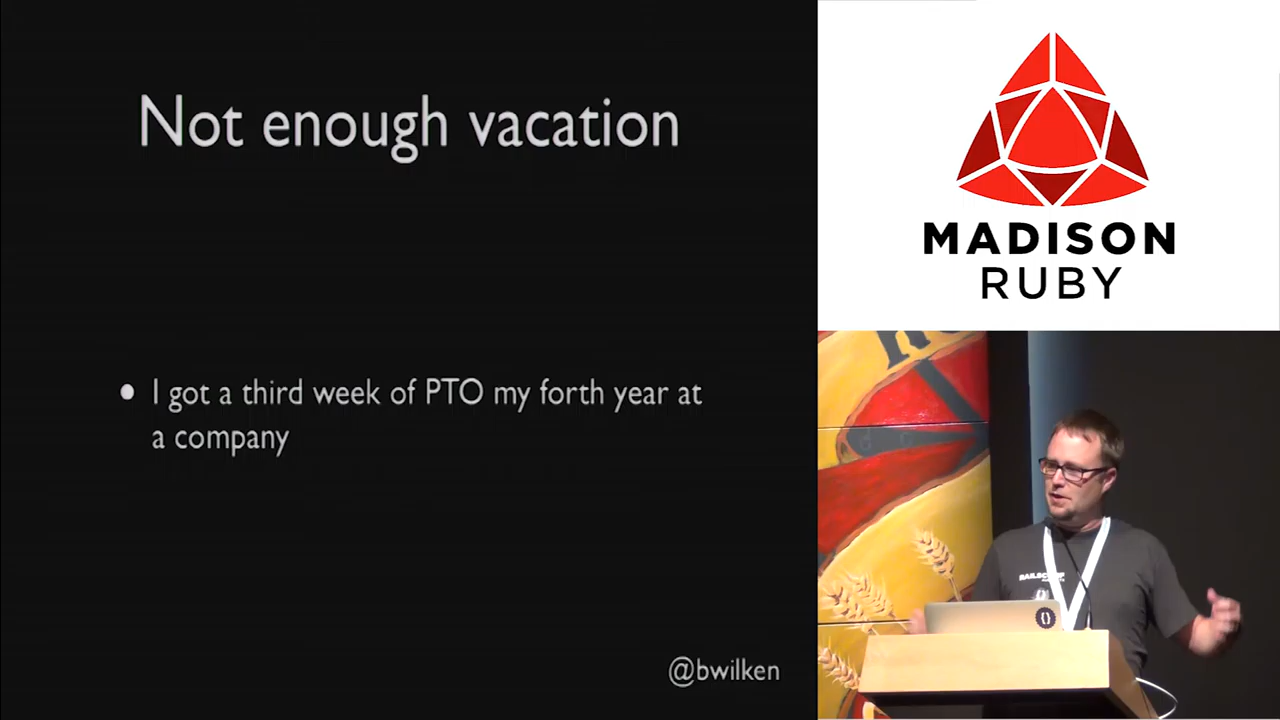 Not enough vacation
• I got a third week of PTO my forth year at
a company
@bwilken
MADISON
RUBY